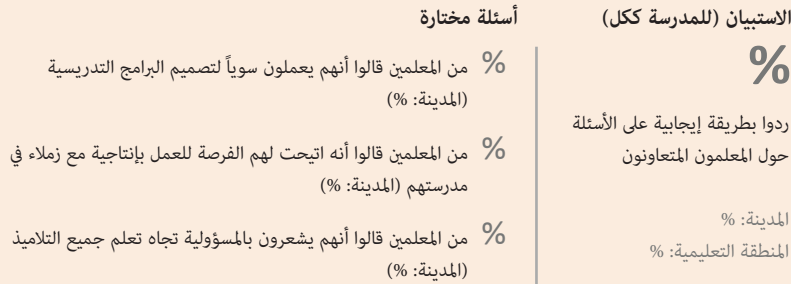 الاستبيان (للمدرسة ككل)
%
ردوا بطريقة إيجابية على الأسئلة
حول المعلمون المتعاونون
المدينة: %
المنطقة التعليمية: %
أسئلة مختارة
% من المعلمين قالوا أنهم يعملون سوياً لتصميم البرامج التدريسية
(المدينة: %)
% من المعلمين قالوا أنه اتيحت لهم الفرصة للعمل بإنتاجية مع زملاء في
مدرستهم (المدينة: %)
% من المعلمين قالوا أنهم يشعرون بالمسؤولية تجاه تعلم جميع التلاميذ
(المدينة: %)